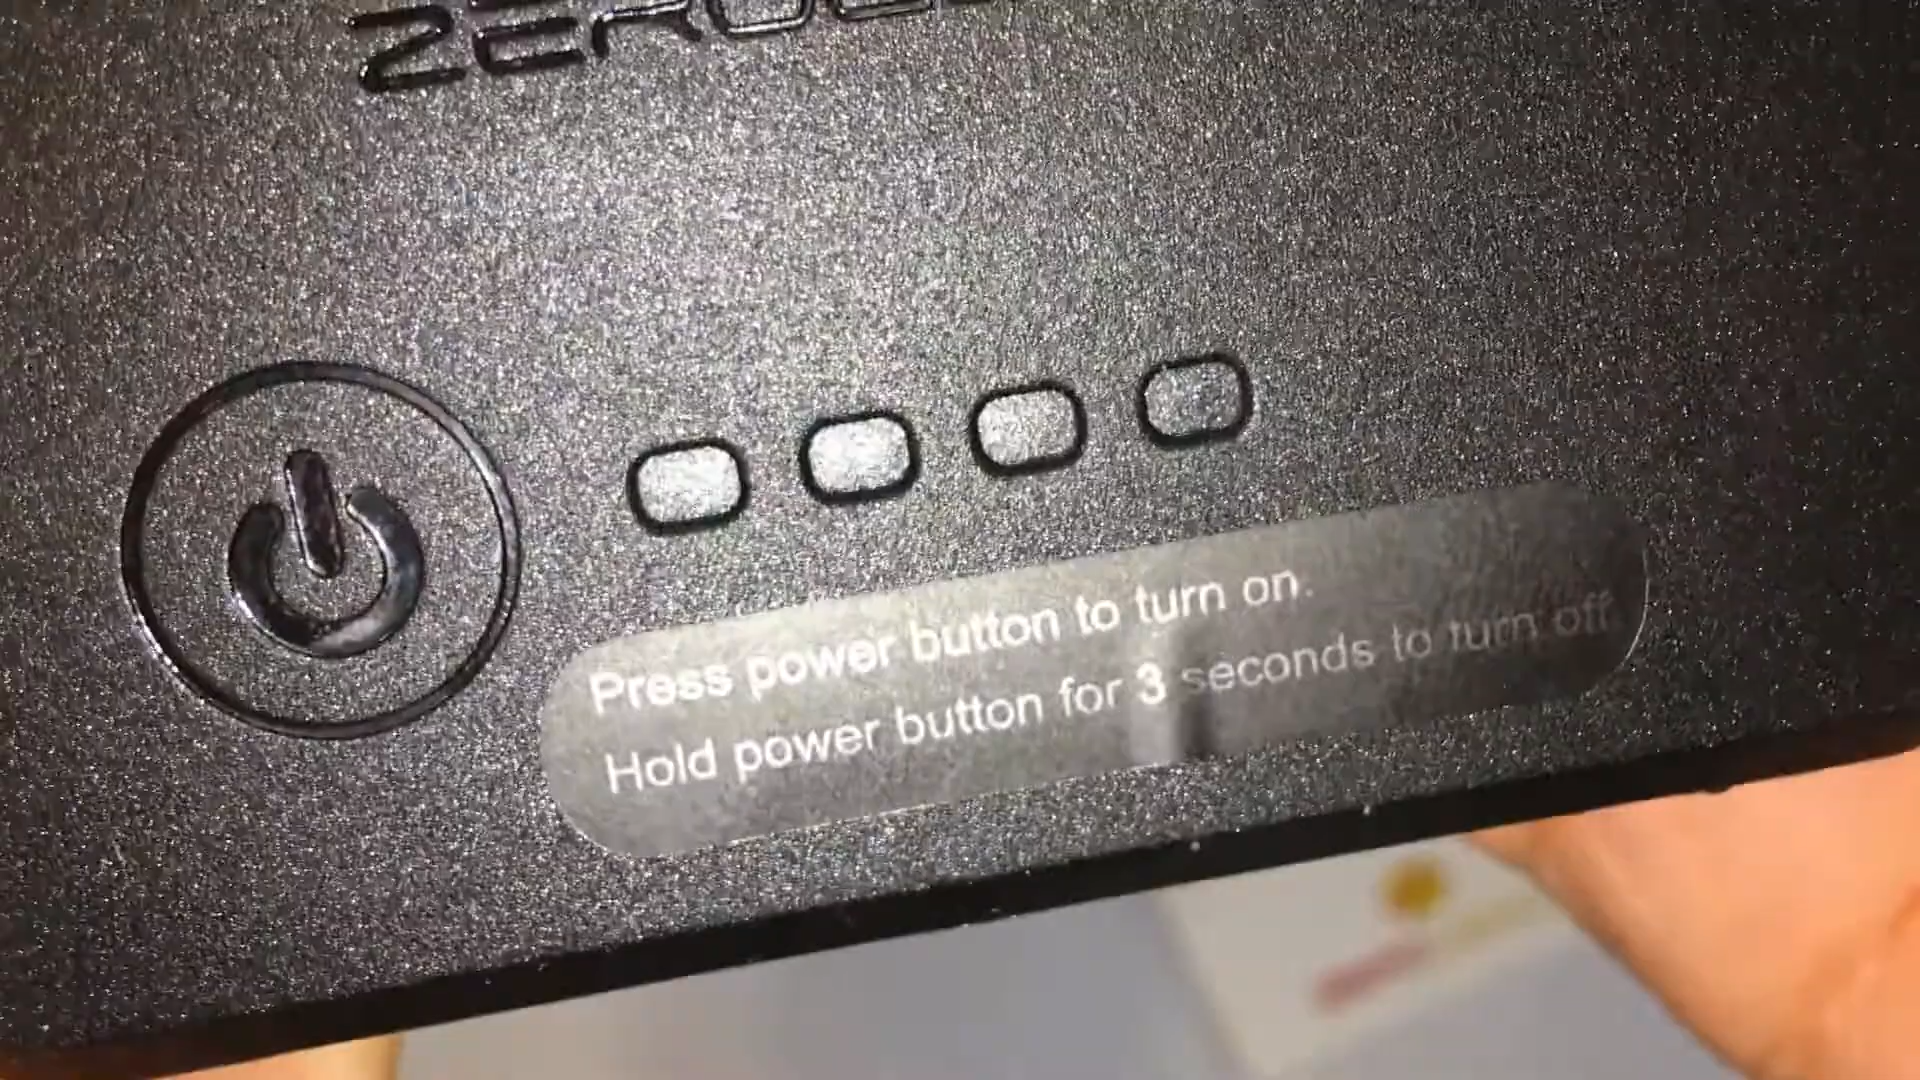 Press power button to turn on.
Hold power button for 3 seconds to turn off.